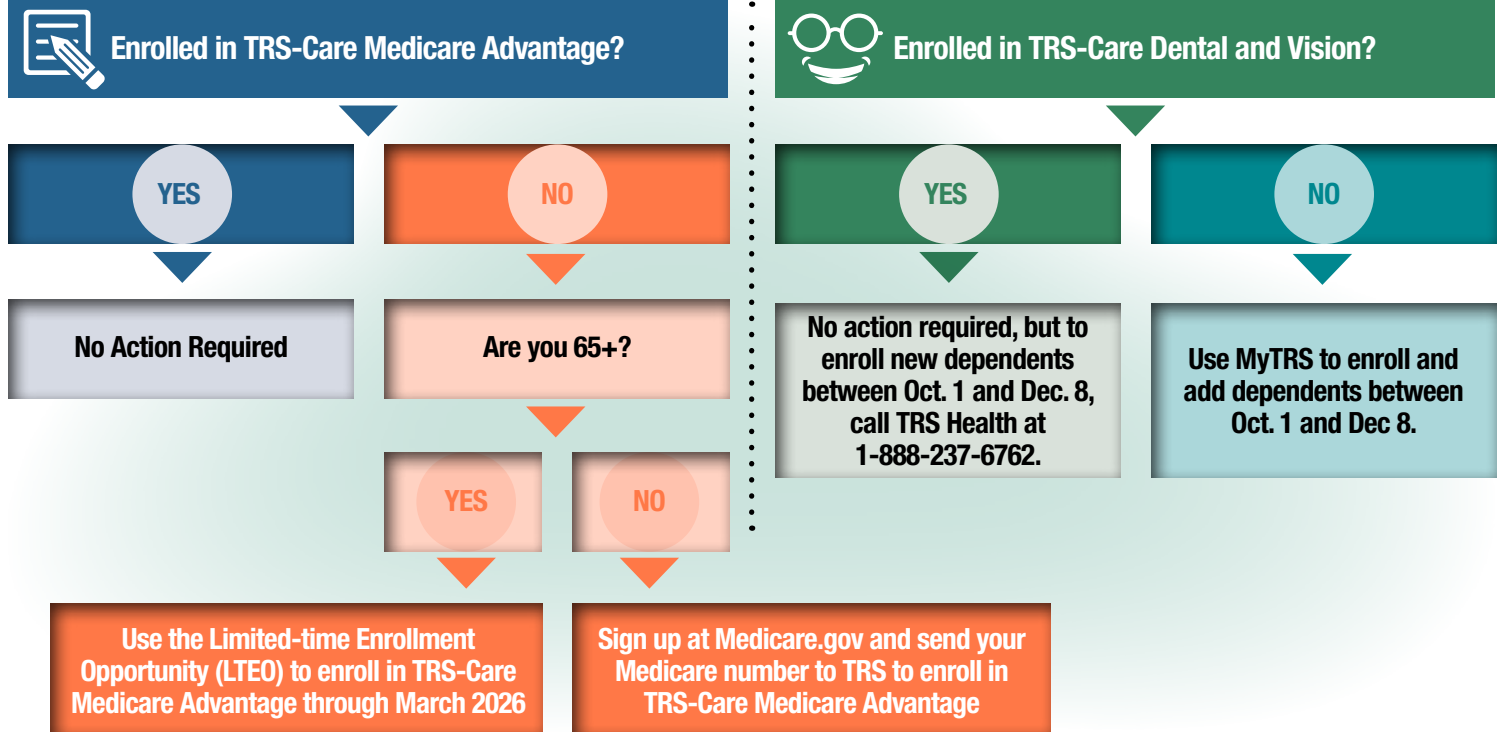 Enrolled in TRS-Care Medicare Advantage?
YES
NO
No Action Required
Are you 65+?
YES
NO
Use the Limited-time Enrollment
Opportunity (LTEO) to enroll in TRS-Care
Medicare Advantage through March 2026
Sign up at Medicare.gov and send your
Medicare number to TRS to enroll in
TRS-Care Medicare Advantage
Enrolled in TRS-Care Dental and Vision?
YES
NO
No action required, but to
enroll new dependents
between Oct. 1 and Dec. 8,
call TRS Health at
1-888-237-6762.
Use MyTRS to enroll and
add dependents between
Oct. 1 and Dec 8.